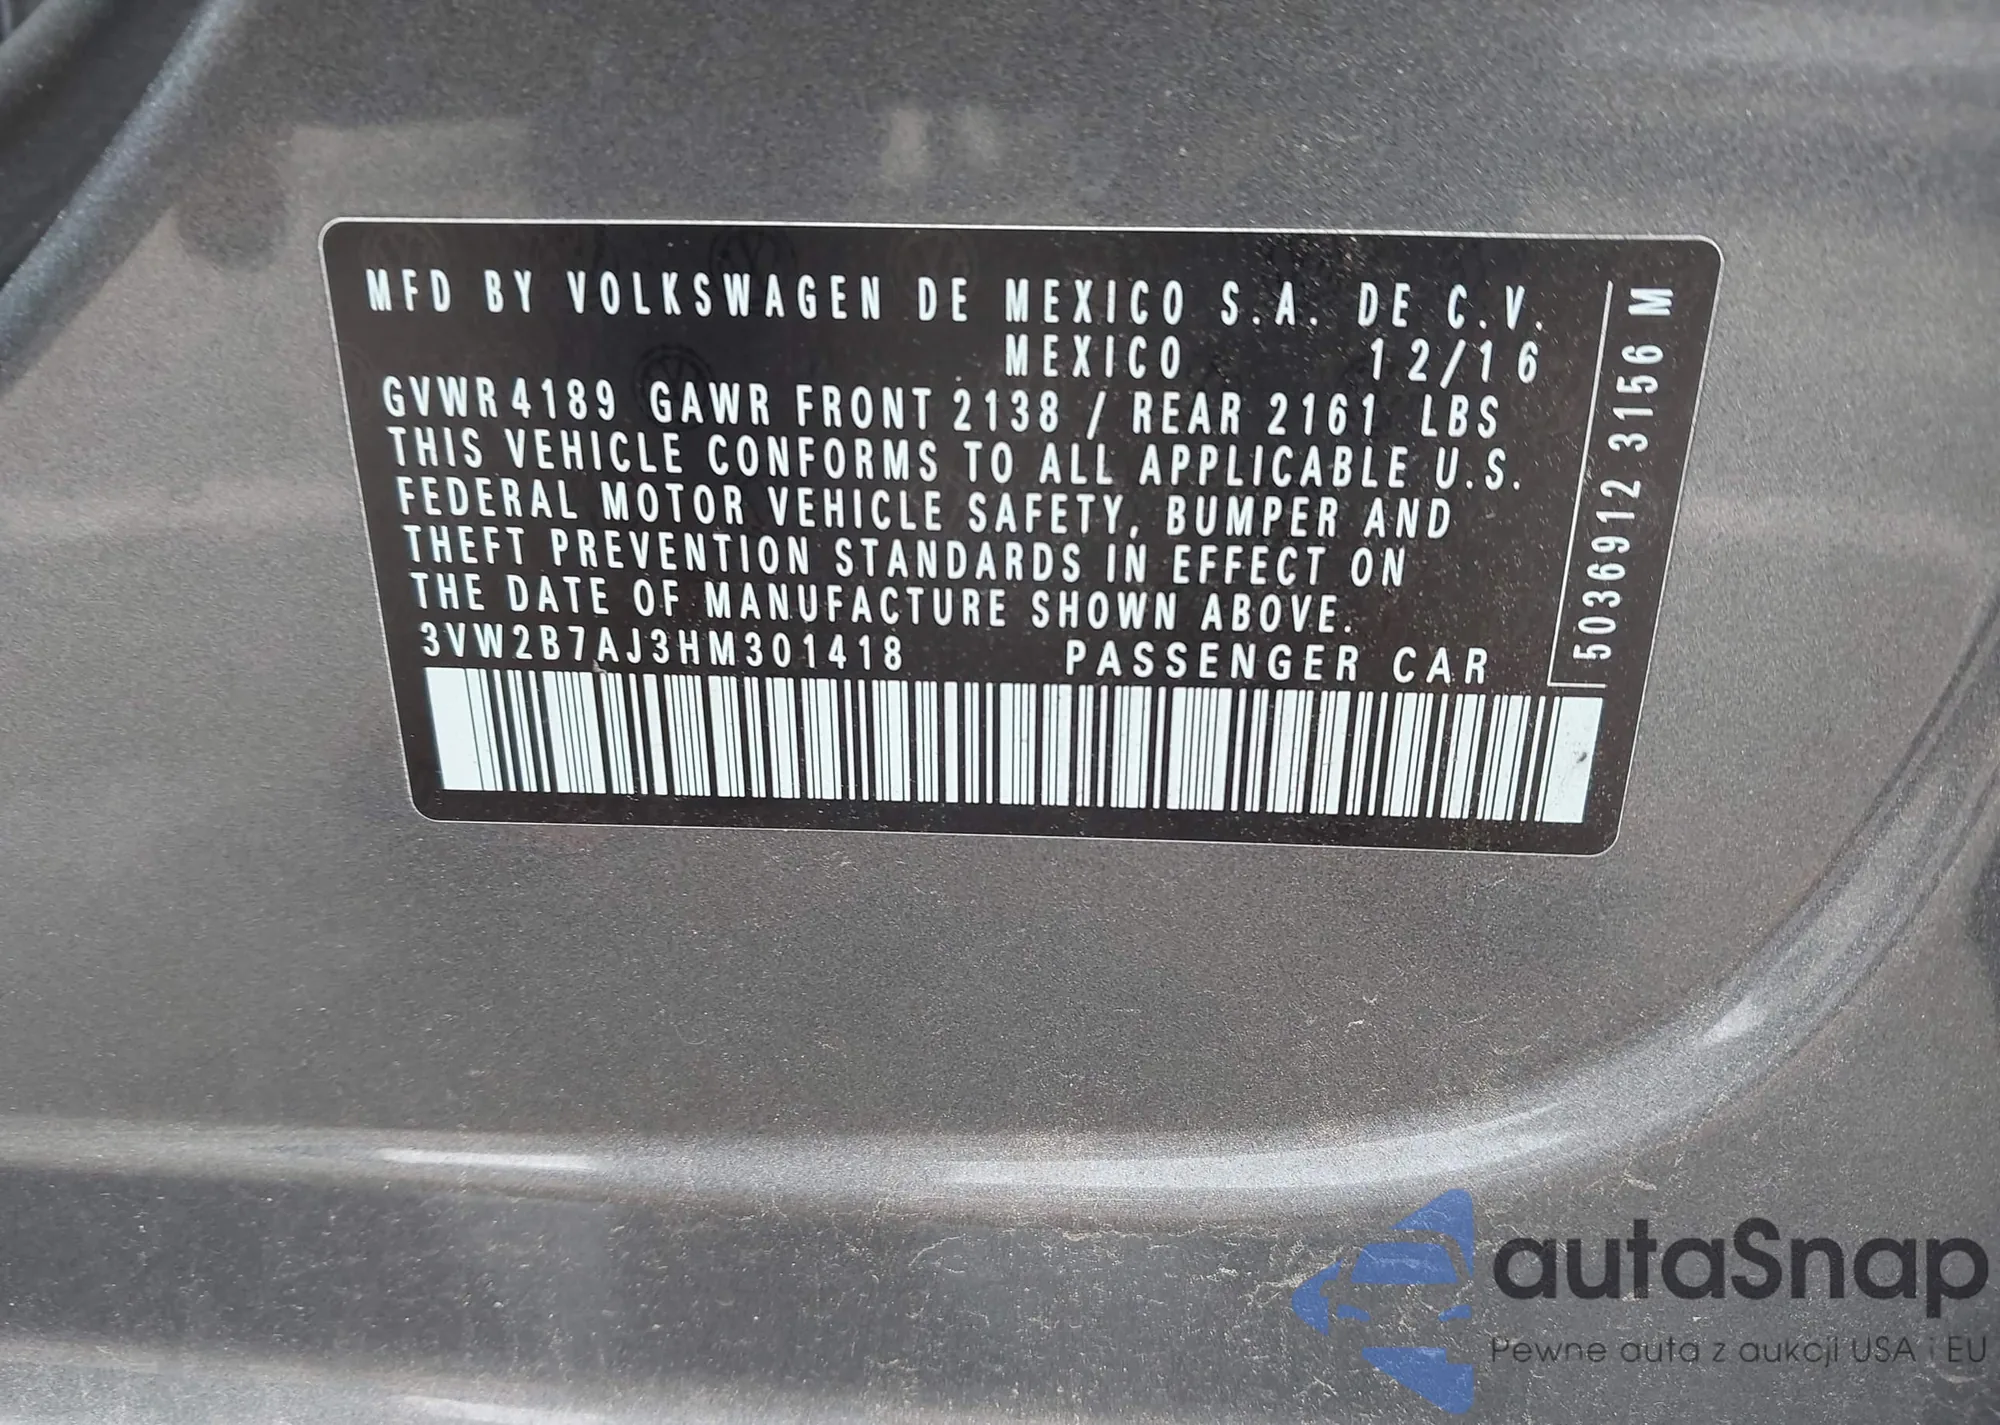 MFD BY VOLKSWAGEN DE MEXICO S.A. DE C.V.
MEXICO 12/16
GVWR 4189 GAWR FRONT 2138 / REAR 2161 LBS
THIS VEHICLE CONFORMS TO ALL APPLICABLE U.S.
FEDERAL MOTOR VEHICLE SAFETY, BUMPER AND
THEFT PREVENTION STANDARDS IN EFFECT ON
THE DATE OF MANUFACTURE SHOWN ABOVE.
3VW2B7AJ3HM301418 PASSENGER CAR
5036912 3156 M
autaSnap
Pewne auta z aukcji USA i EU